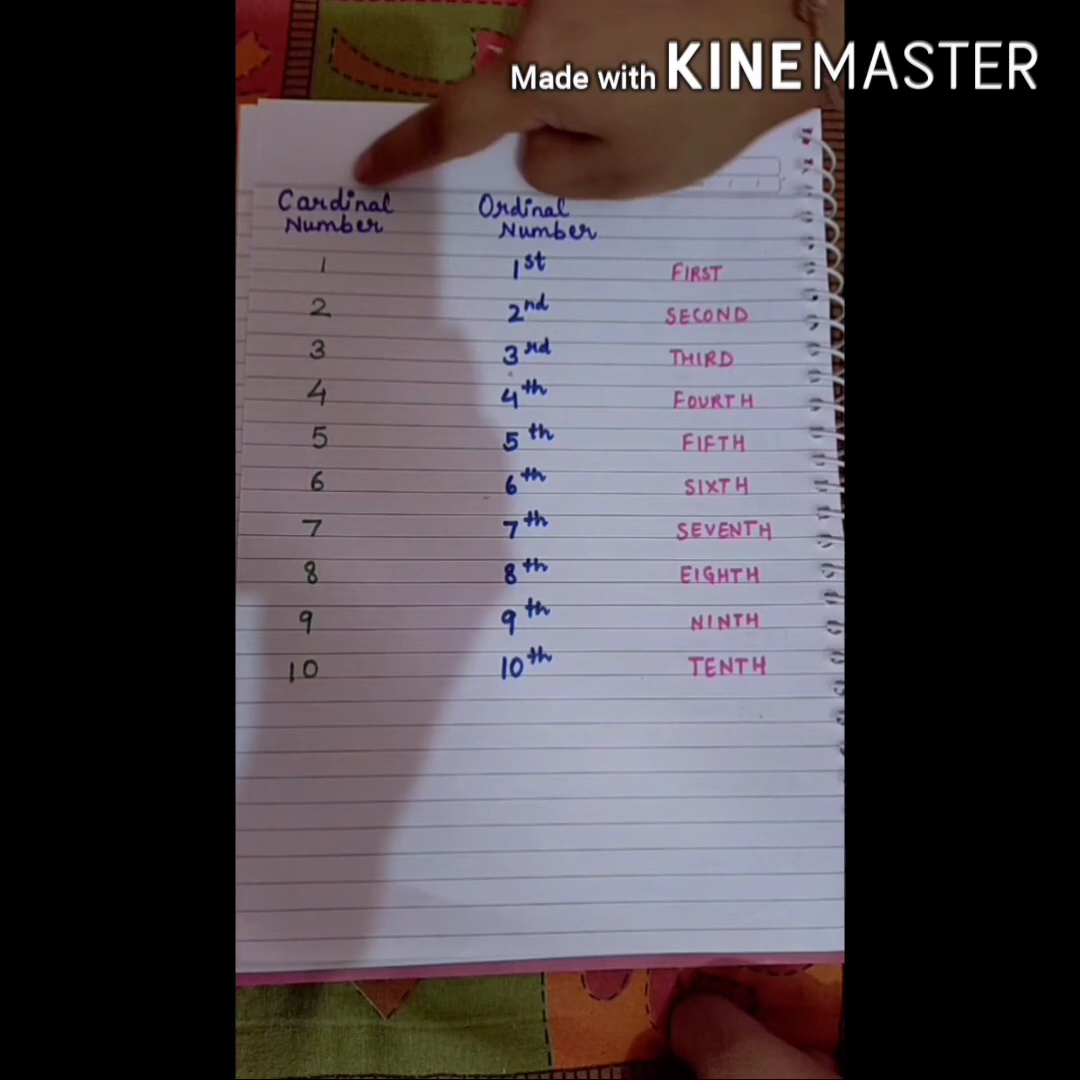 Made with KINEMASTER
Cardinal Ordinal
Number Number
1 1st FIRST
2 2nd SECOND
3 3rd THIRD
4 4th FOURTH
5 5th FIFTH
6 6th SIXTH
7 7th SEVENTH
8 8th EIGHTH
9 9th NINTH
10 10th TENTH